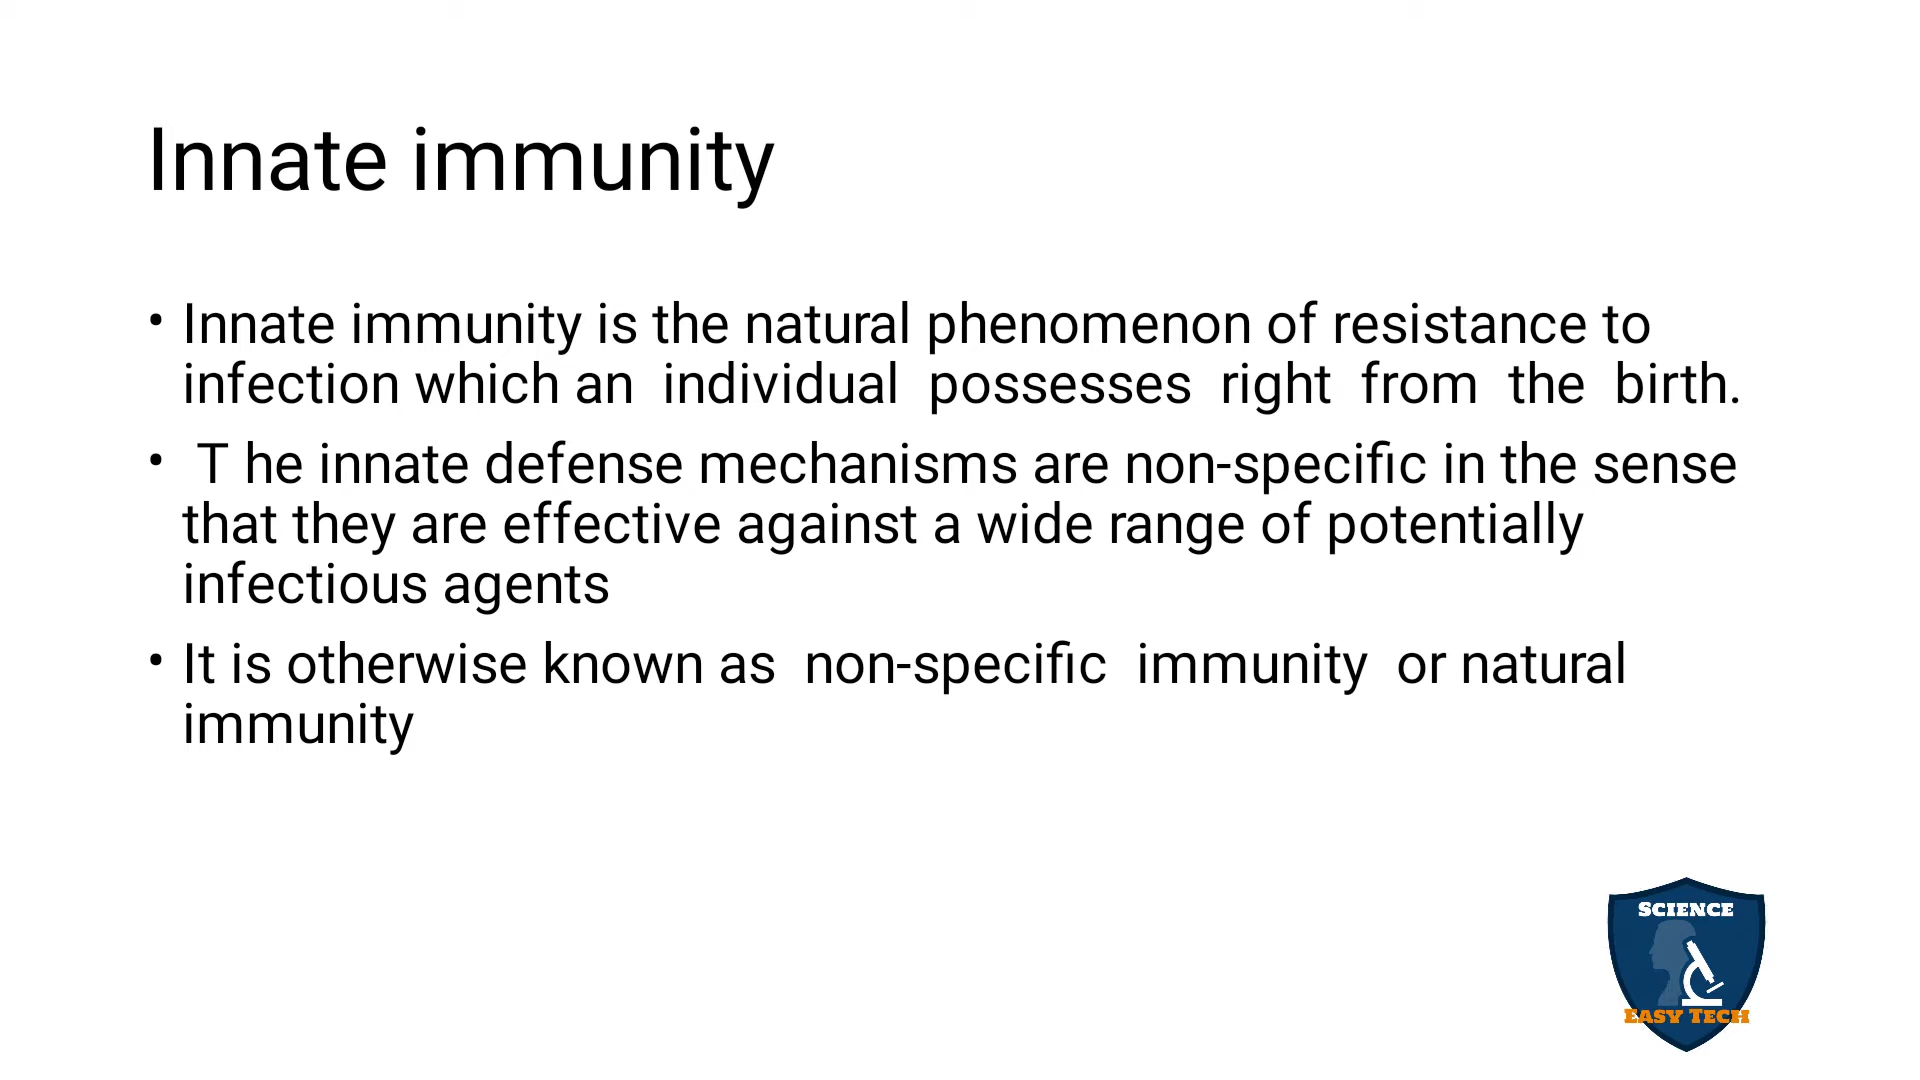 Innate immunity
• Innate immunity is the natural phenomenon of resistance to
infection which an  individual  possesses  right  from  the  birth.
•  T he innate defense mechanisms are non-specific in the sense
that they are effective against a wide range of potentially
infectious agents
• It is otherwise known as  non-specific  immunity  or natural
immunity
SCIENCE
EASY TECH